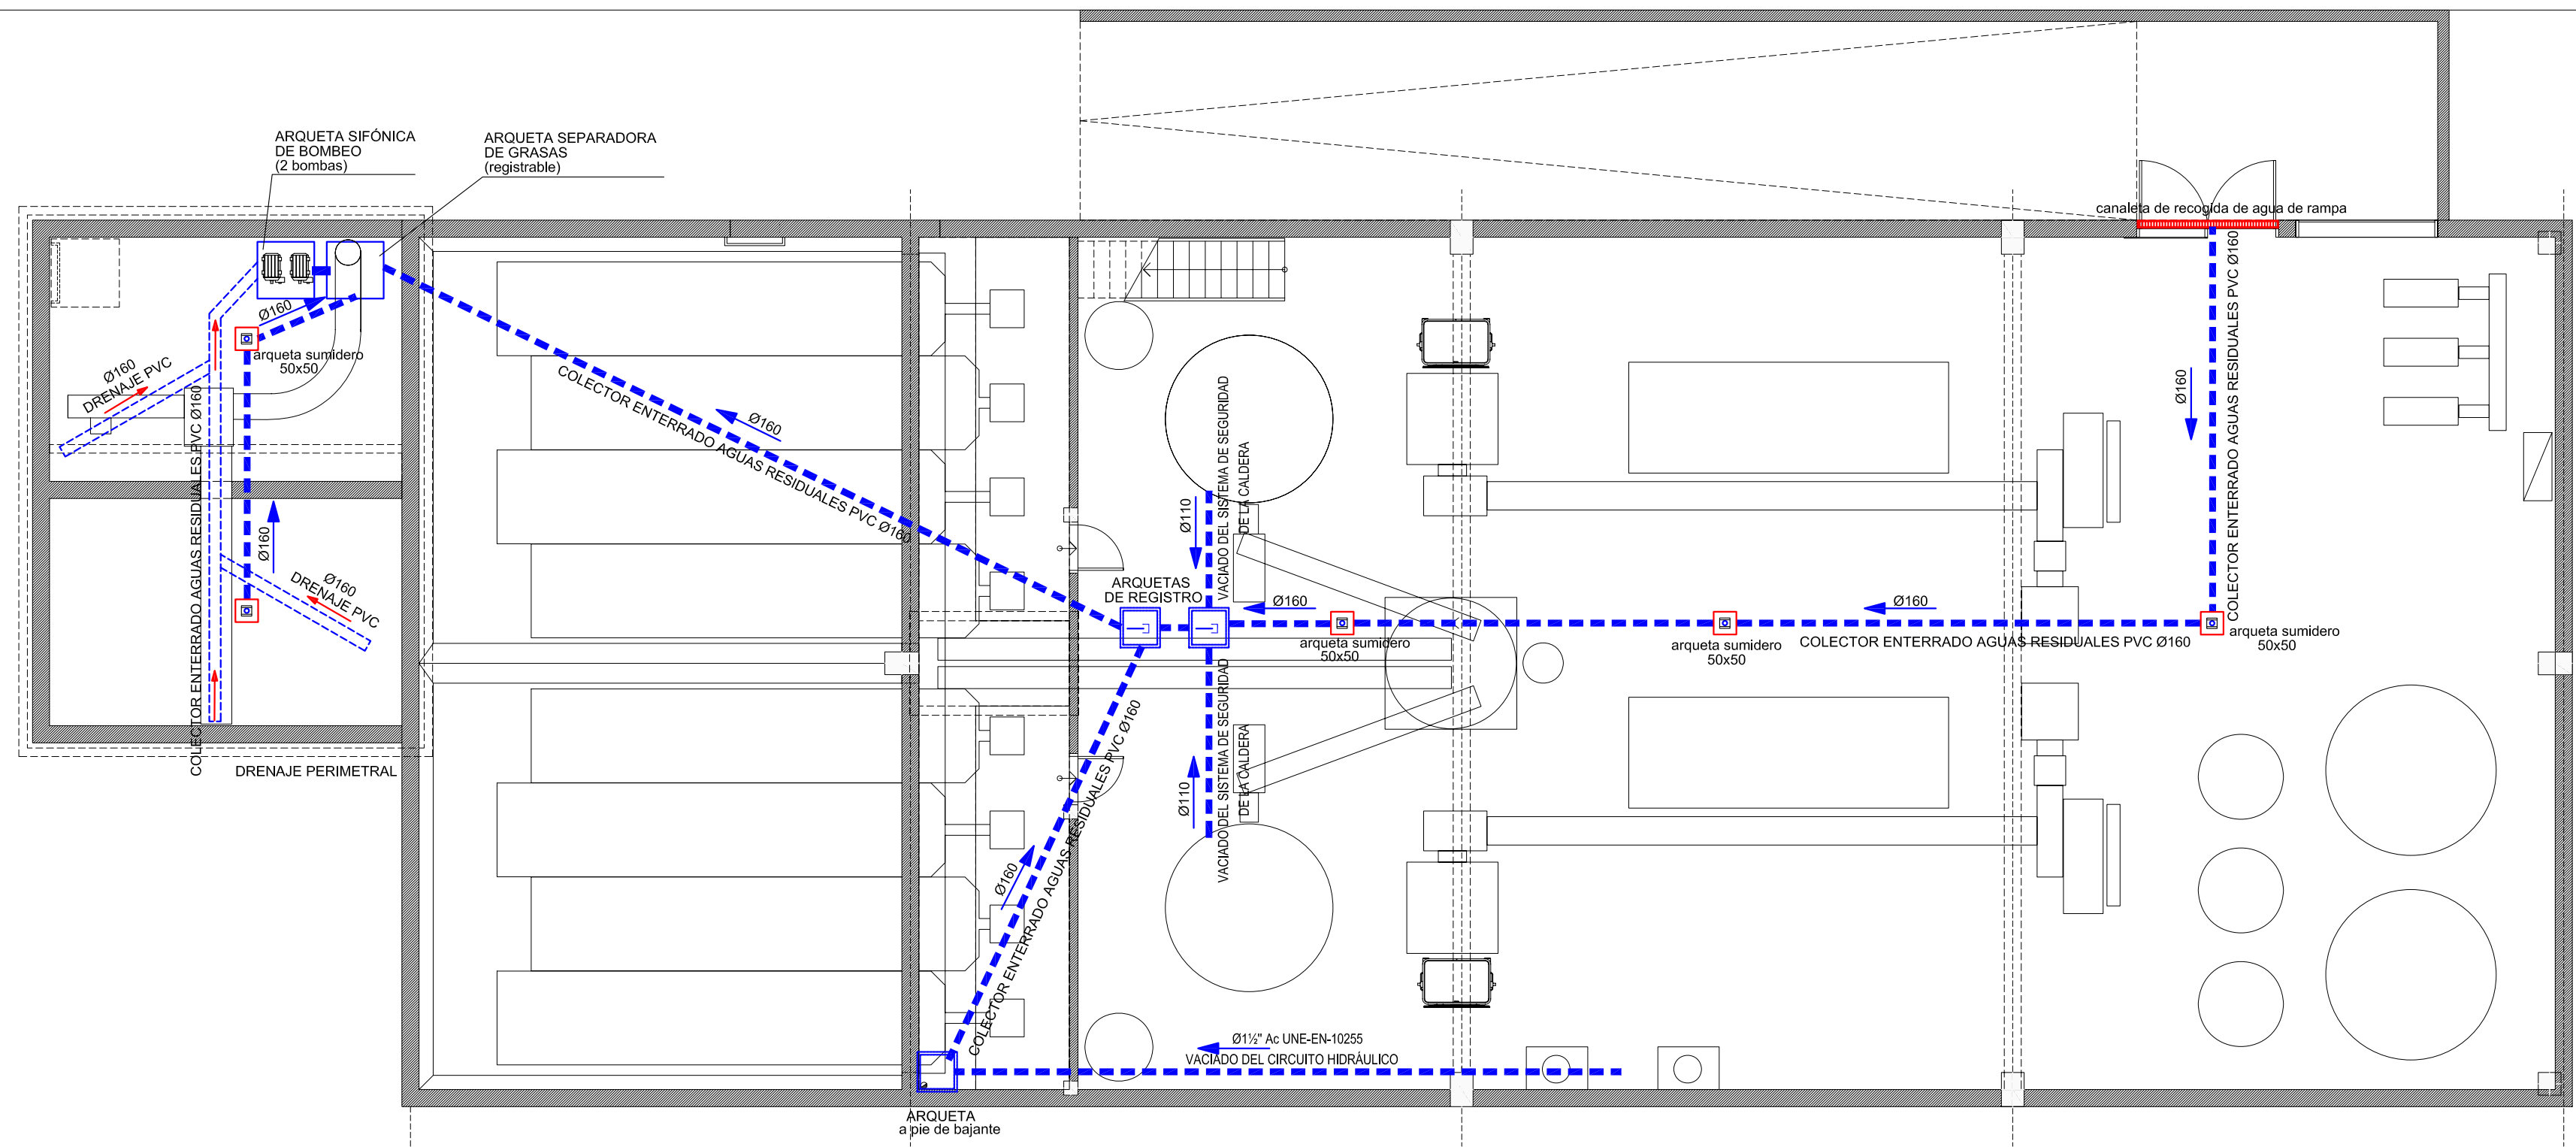 ARQUETA SIFÓNICA
DE BOMBEO
(2 bombas)
ARQUETA SEPARADORA
DE GRASAS
(registrable)
canaleta de recogida de agua de rampa
Ø160
arqueta sumidero
50x50
Ø160
DRENAJE PVC
COLECTOR ENTERRADO AGUAS RESIDUALES PVC Ø160
Ø160
Ø160
DRENAJE PVC
DRENAJE PERIMETRAL
Ø160
COLECTOR ENTERRADO AGUAS RESIDUALES PVC Ø160
ARQUETAS
DE REGISTRO
Ø110
VACIADO DEL SISTEMA DE SEGURIDAD
DE LA CALDERA
Ø160
arqueta sumidero
50x50
Ø110
VACIADO DEL SISTEMA DE SEGURIDAD
DE LA CALDERA
Ø160
COLECTOR ENTERRADO AGUAS RESIDUALES PVC Ø160
arqueta sumidero
50x50
Ø160
COLECTOR ENTERRADO AGUAS RESIDUALES PVC Ø160
Ø160
COLECTOR ENTERRADO AGUAS RESIDUALES PVC Ø160
arqueta sumidero
50x50
Ø1½" Ac UNE-EN-10255
VACIADO DEL CIRCUITO HIDRÁULICO
ARQUETA
a pie de bajante